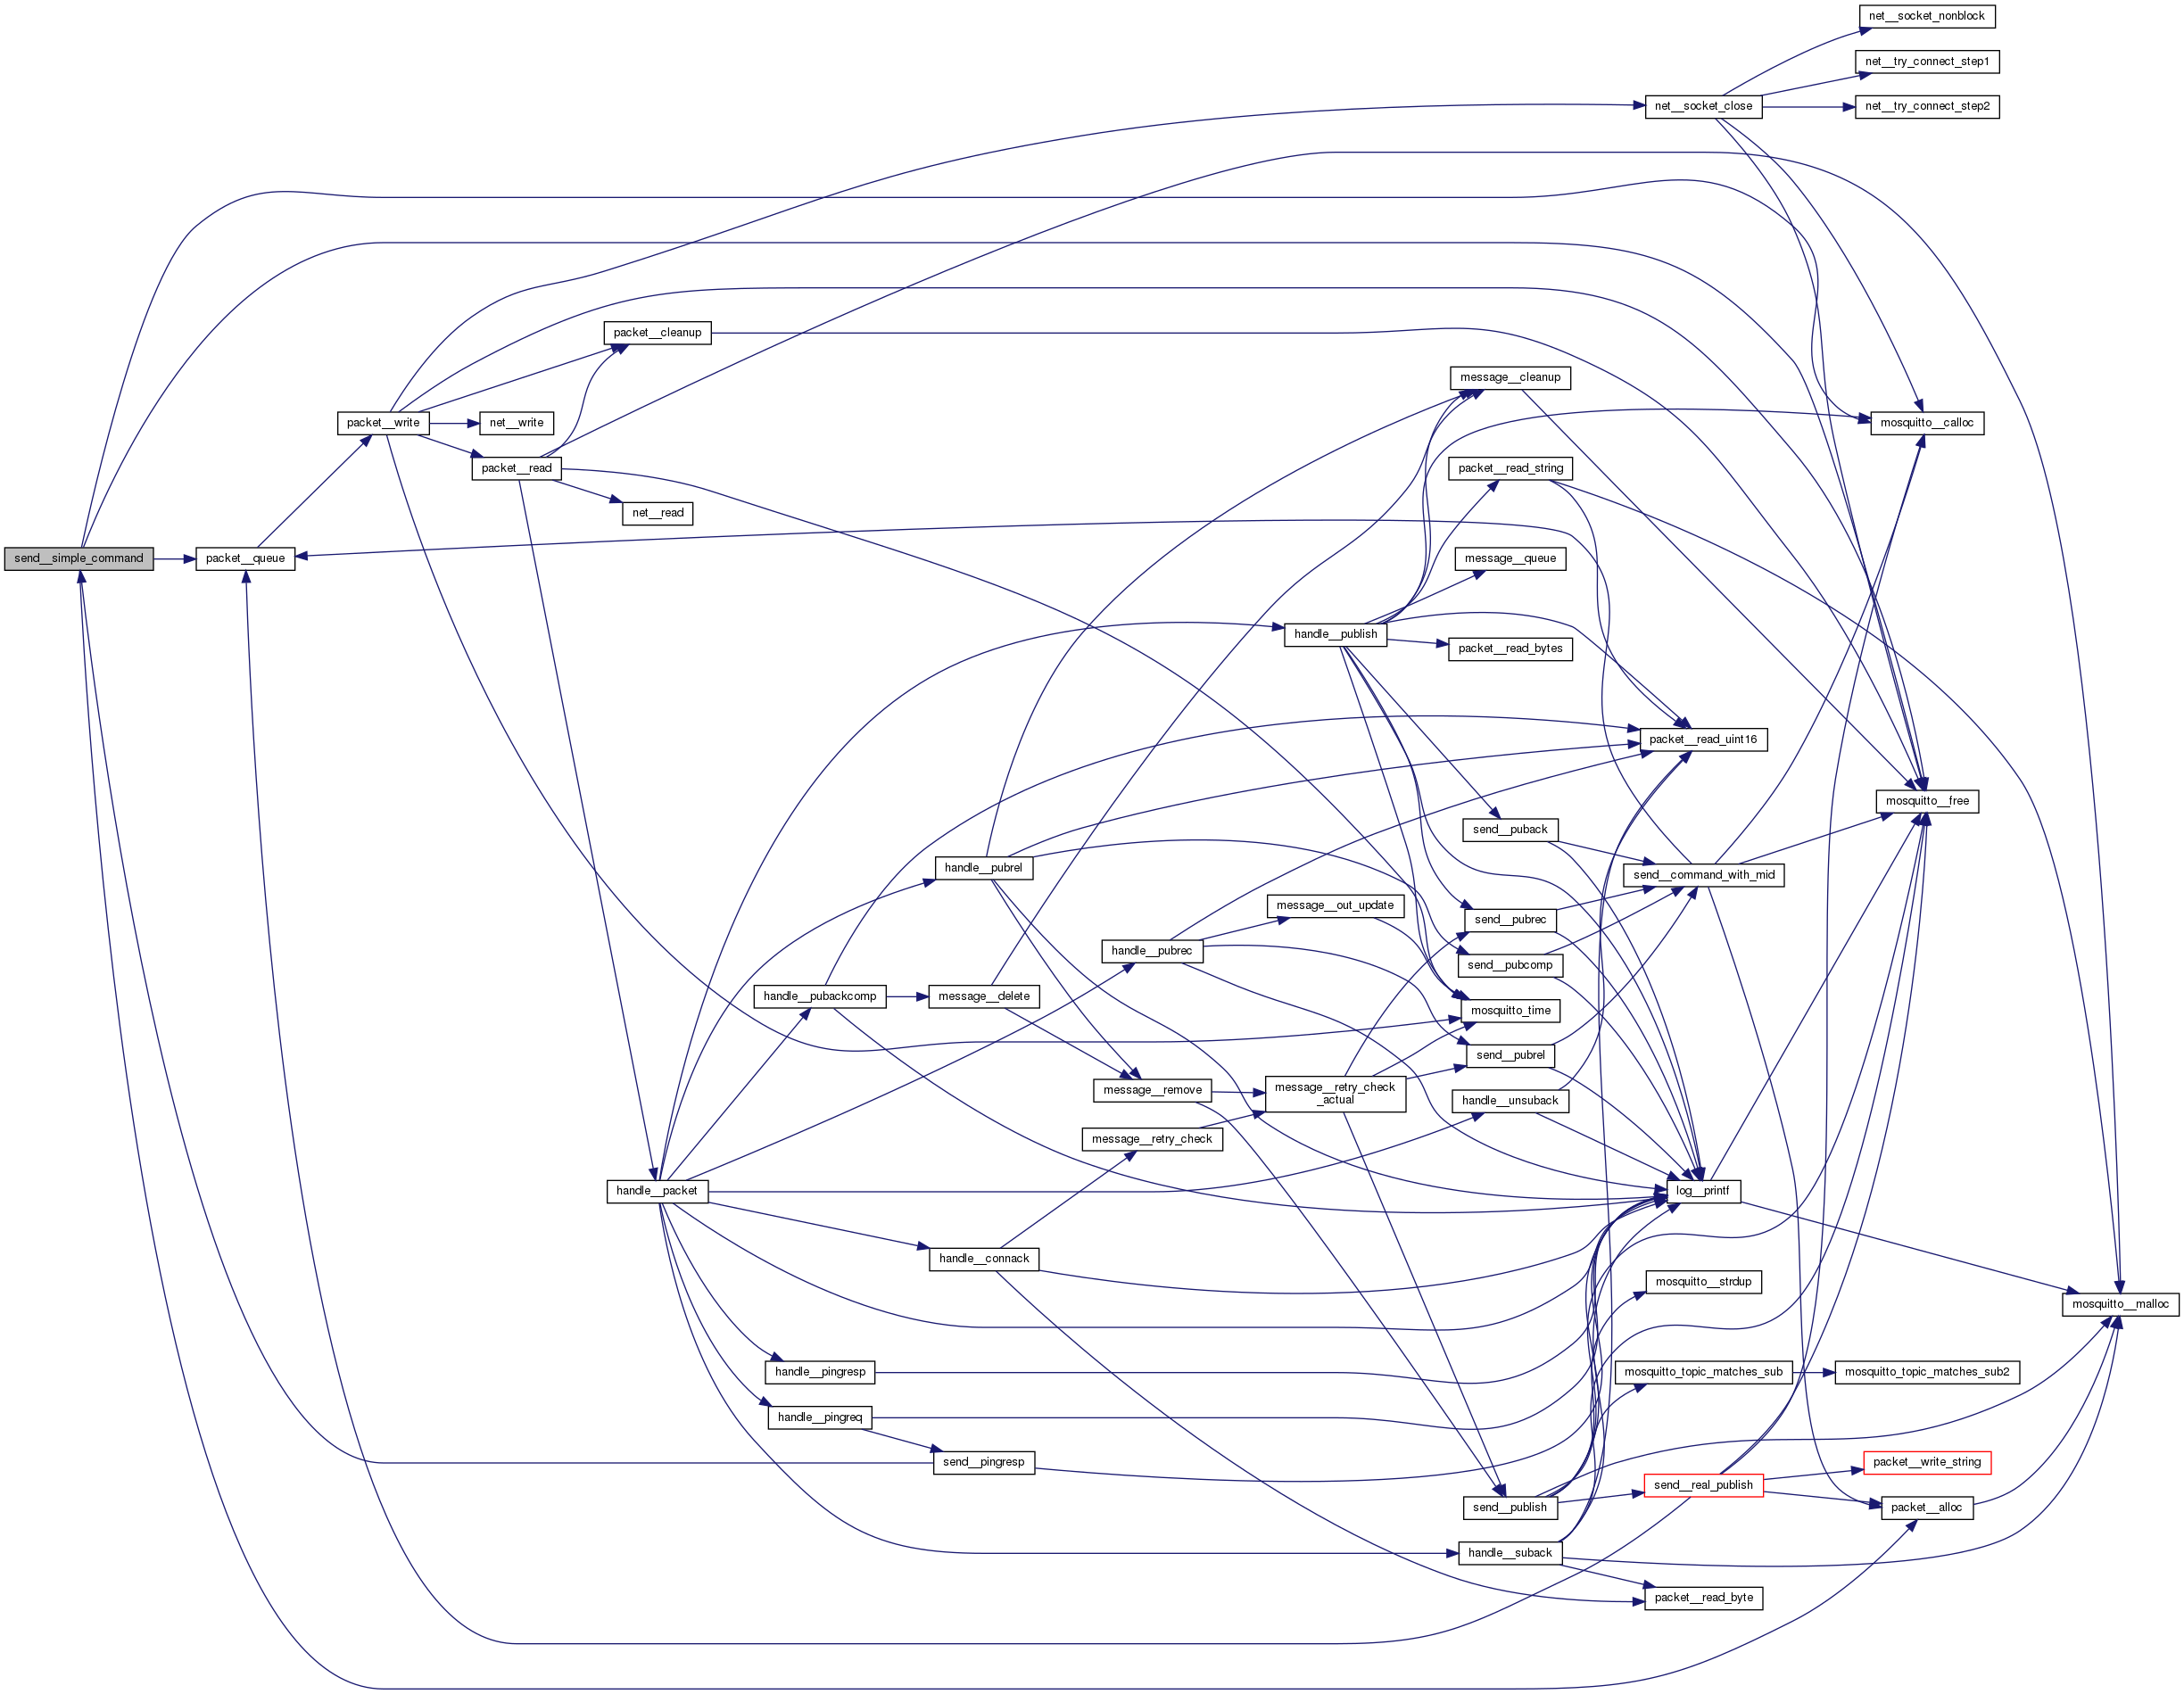 net__socket_nonblock
net__try_connect_step1
net__socket_close
net__try_connect_step2
packet__cleanup
message__cleanup
packet__write
net__write
mosquitto__calloc
packet__read
packet__read_string
net__read
send__simple_command
packet__queue
message__queue
handle__publish
packet__read_bytes
packet__read_uint16
mosquitto__free
send__puback
handle__pubrel
send__command_with_mid
message__out_update
send__pubrec
handle__pubrec
send__pubcomp
handle__pubackcomp
message__delete
mosquitto_time
send__pubrel
message__remove
message__retry_check
_actual
handle__unsuback
message__retry_check
handle__packet
log__printf
handle__connack
mosquitto__strdup
mosquitto__malloc
handle__pingresp
mosquitto_topic_matches_sub
mosquitto_topic_matches_sub2
handle__pingreq
send__pingresp
packet__write_string
send__real_publish
send__publish
packet__alloc
handle__suback
packet__read_byte